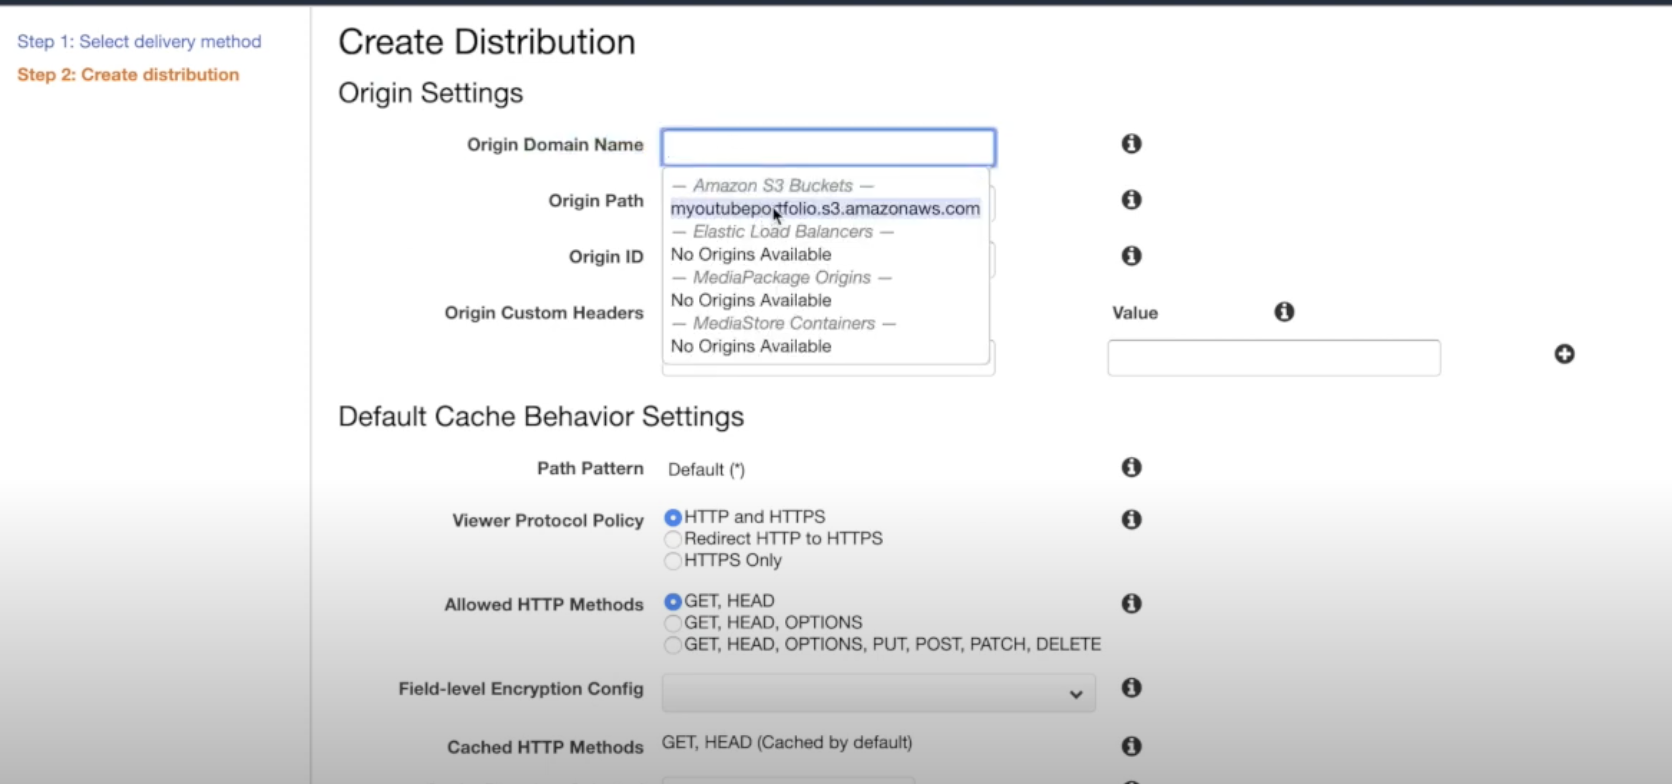 Step 1: Select delivery method
Step 2: Create distribution
Create Distribution
Origin Settings
Origin Domain Name
— Amazon S3 Buckets —
myoutubeportfolio.s3.amazonaws.com
— Elastic Load Balancers —
No Origins Available
— MediaPackage Origins —
No Origins Available
— MediaStore Containers —
No Origins Available
Origin Path
Origin ID
Origin Custom Headers
Value
Default Cache Behavior Settings
Path Pattern
Default (*)
Viewer Protocol Policy
HTTP and HTTPS
Redirect HTTP to HTTPS
HTTPS Only
Allowed HTTP Methods
GET, HEAD
GET, HEAD, OPTIONS
GET, HEAD, OPTIONS, PUT, POST, PATCH, DELETE
Field-level Encryption Config
Cached HTTP Methods
GET, HEAD (Cached by default)